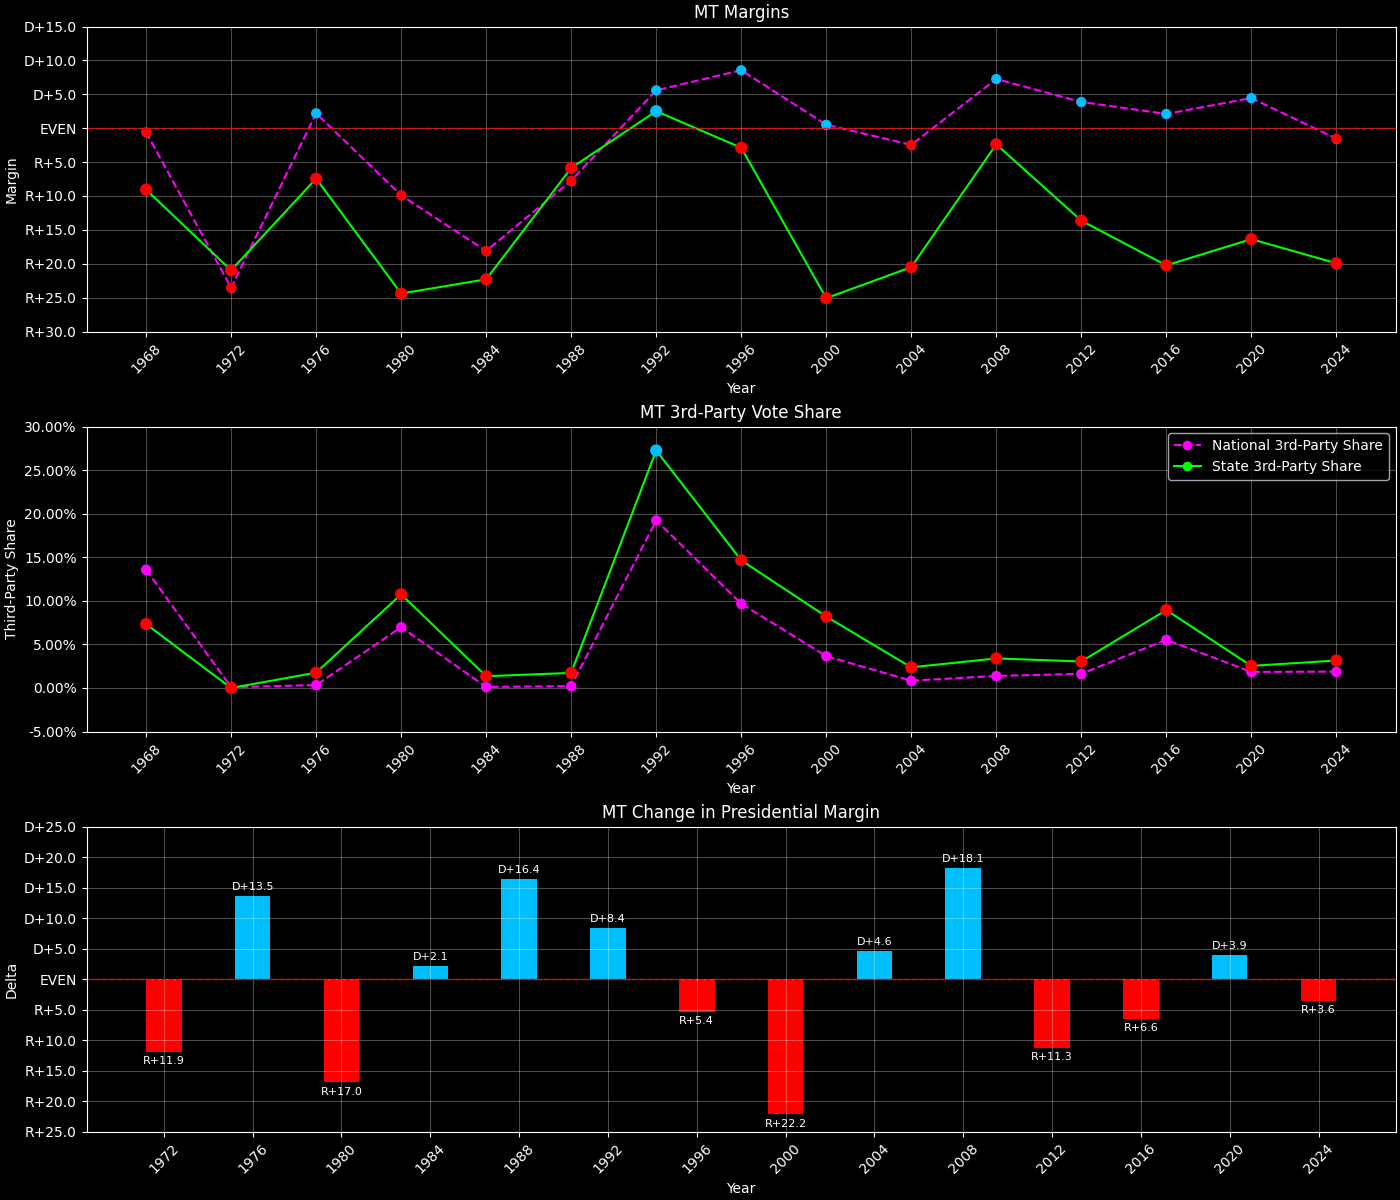 MT Margins
D+15.0
D+10.0
D+5.0
EVEN
R+5.0
R+10.0
R+15.0
R+20.0
R+25.0
R+30.0
Margin
1968
1972
1976
1980
1984
1988
1992
1996
2000
2004
2008
2012
2016
2020
2024
Year
MT 3rd-Party Vote Share
30.00%
25.00%
20.00%
15.00%
10.00%
5.00%
0.00%
-5.00%
Third-Party Share
National 3rd-Party Share
State 3rd-Party Share
1968
1972
1976
1980
1984
1988
1992
1996
2000
2004
2008
2012
2016
2020
2024
Year
MT Change in Presidential Margin
D+25.0
D+20.0
D+15.0
D+10.0
D+5.0
EVEN
R+5.0
R+10.0
R+15.0
R+20.0
R+25.0
Delta
R+11.9
D+13.5
R+17.0
D+2.1
D+16.4
D+8.4
R+5.4
R+22.2
D+4.6
D+18.1
R+11.3
R+6.6
D+3.9
R+3.6
1972
1976
1980
1984
1988
1992
1996
2000
2004
2008
2012
2016
2020
2024
Year